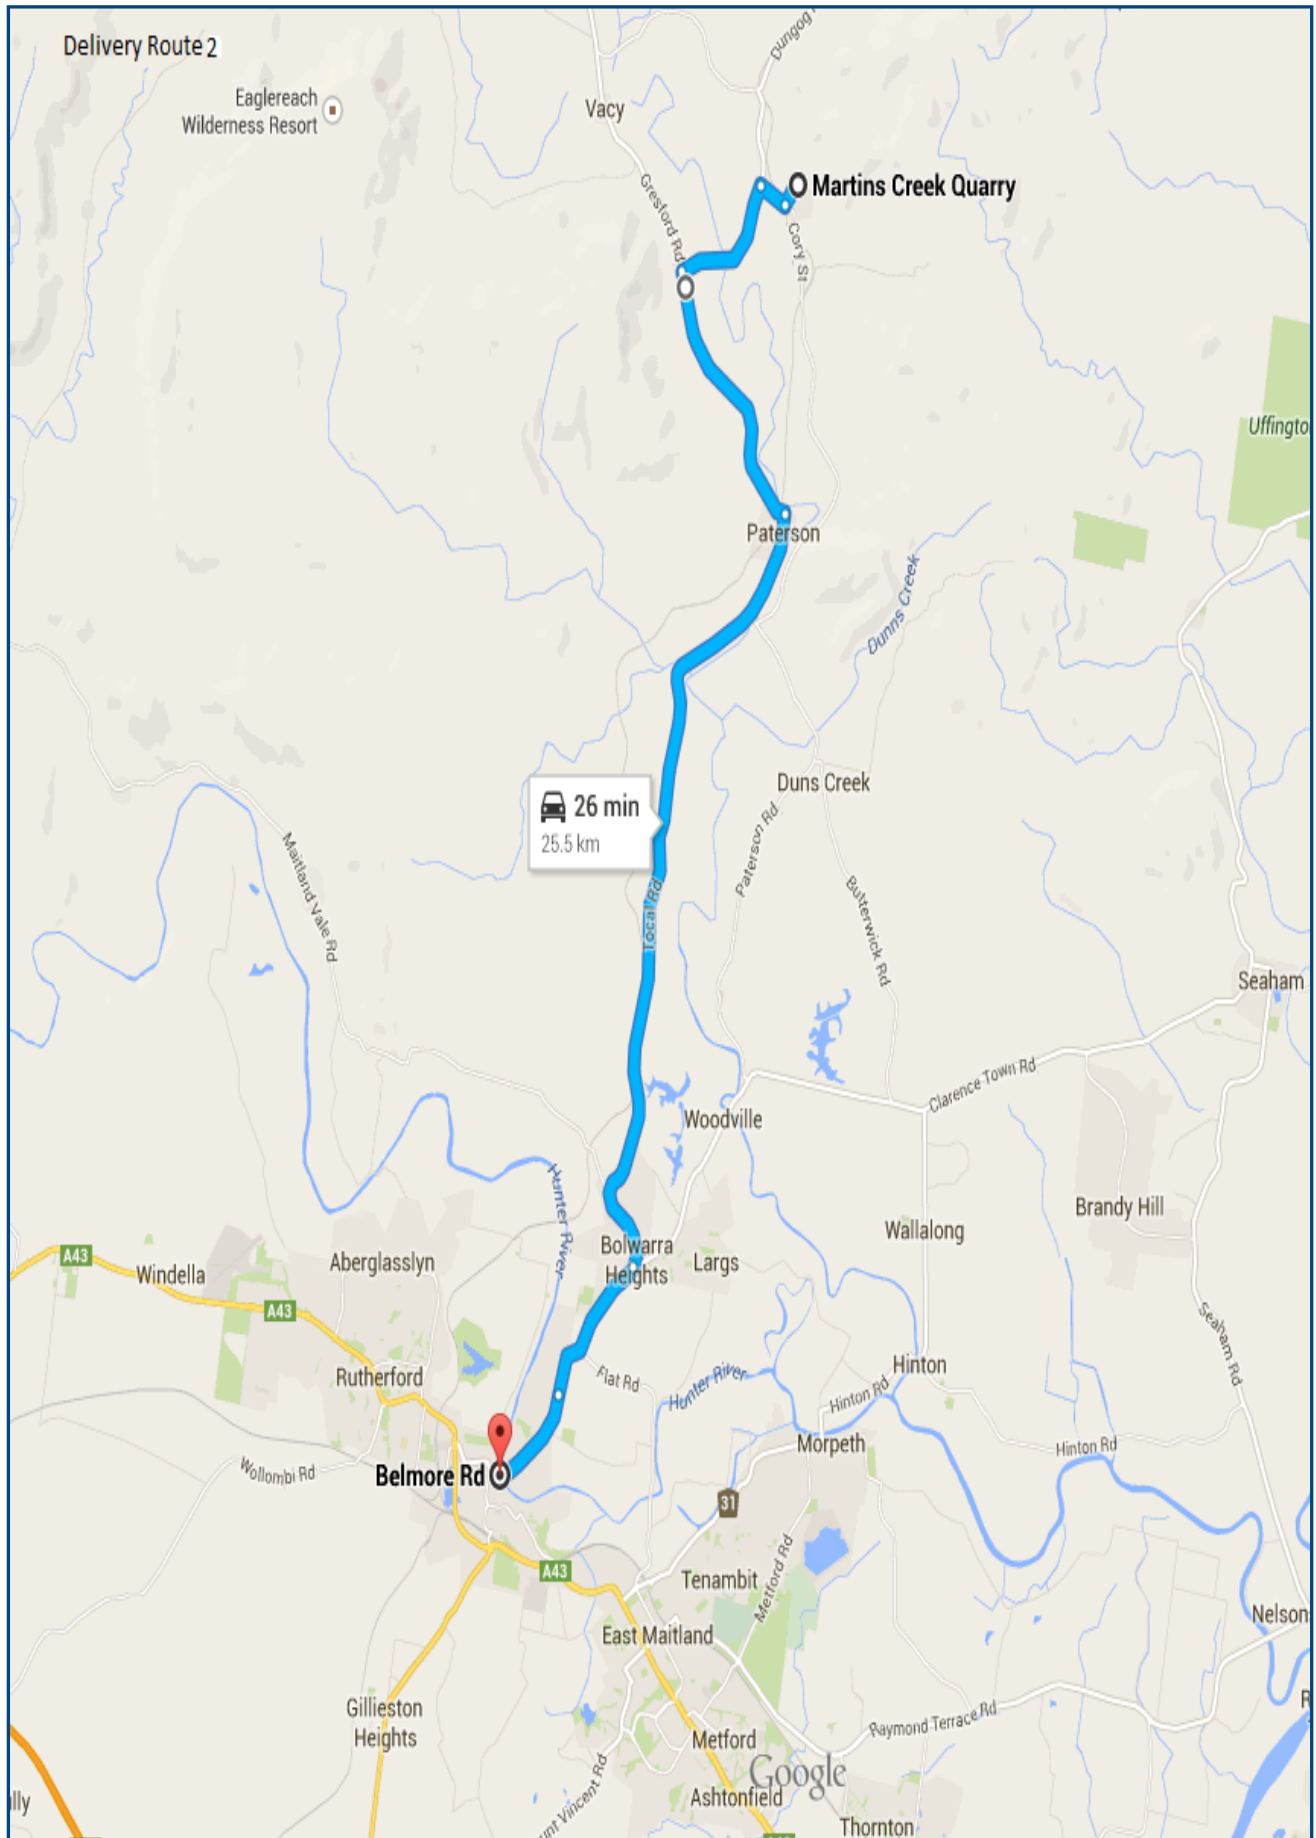 Delivery Route 2
Dungog
Eaglereach
Wilderness Resort
Vacy
Martins Creek Quarry
Gresford Rd
Cory St
Uffingto
Paterson
Dunns Creek
26 min
25.5 km
Duns Creek
Paterson Rd
Maitland Vale Rd
Tocal Rd
Butterwick Rd
Seaham
Clarence Town Rd
Woodville
Hunter River
Brandy Hill
Wallalong
Bolwarra
Heights
Largs
A43
Windella
Aberglasslyn
A43
Seaham Rd
Rutherford
Flat Rd
Hunter River
Hinton
Hinton Rd
Morpeth
Hinton Rd
Wollombi Rd
Belmore Rd
31
A43
Tenambit
Metford Rd
Nelson
East Maitland
Gillieston
Heights
Raymond Terrace Rd
Metford
Google
Ashtonfield
lly
unt Vincent Rd
Thornton
R